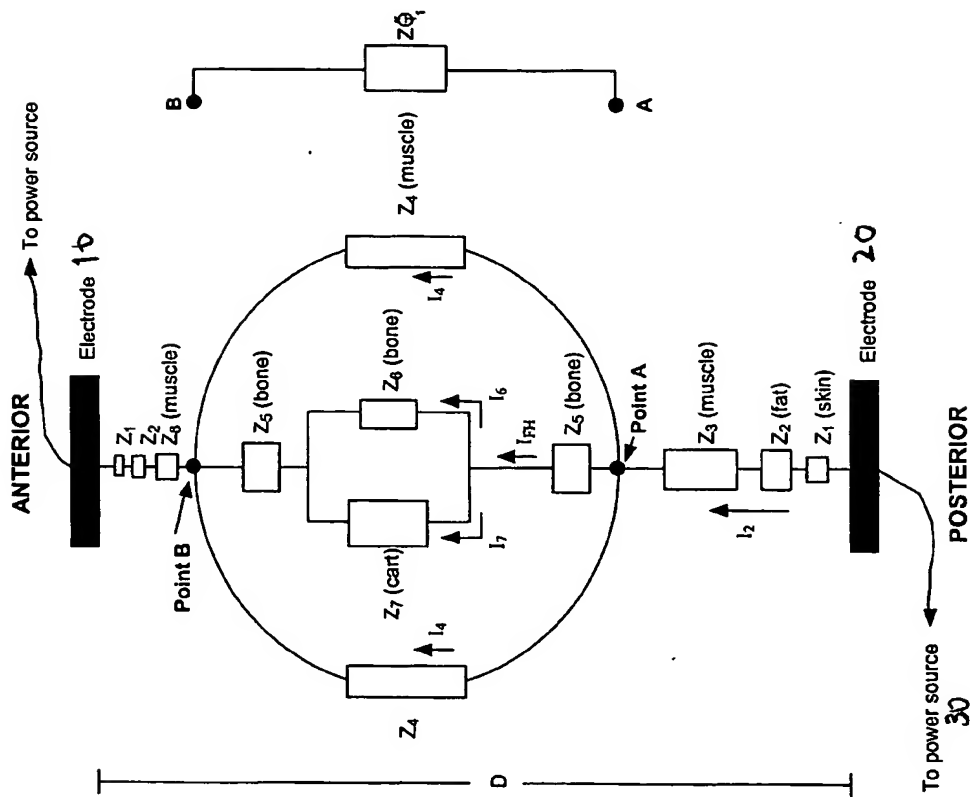 ANTERIOR
To power source
Electrode 10
Z1
Z2
Z8 (muscle)
Point B
B
Z5 (bone)
Z4 (muscle)
Z6 (bone)
Z7 (cart)
Z4
I4
I4
I7
I6
IFH
Z5 (bone)
Point A
A
Z3 (muscle)
Z2 (fat)
Z1 (skin)
I2
D
Electrode 20
POSTERIOR
To power source
30